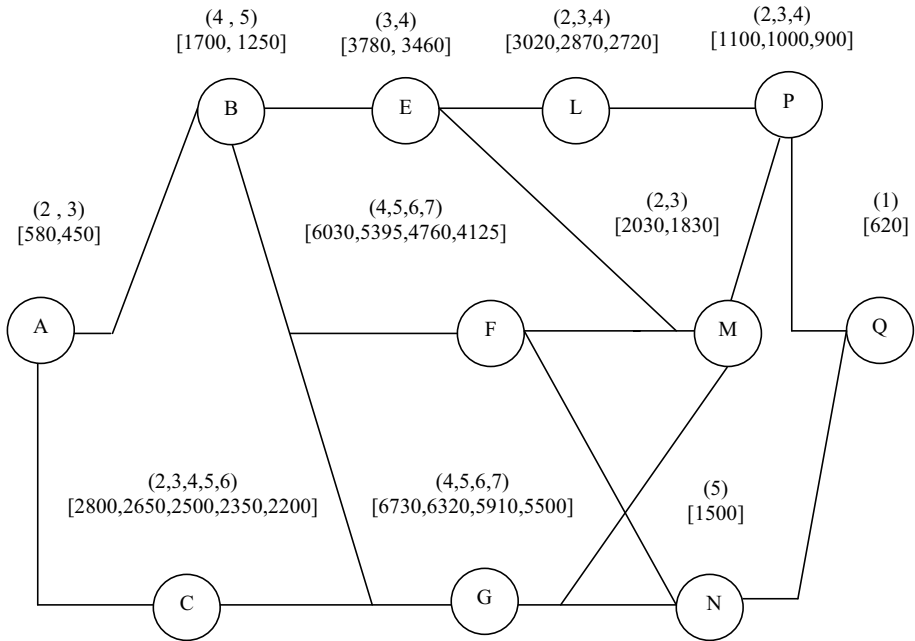 (4 , 5)
[1700, 1250]
(3,4)
[3780, 3460]
(2,3,4)
[3020,2870,2720]
(2,3,4)
[1100,1000,900]
B
E
L
P
(2 , 3)
[580,450]
(4,5,6,7)
[6030,5395,4760,4125]
(2,3)
[2030,1830]
(1)
[620]
A
F
M
Q
(2,3,4,5,6)
[2800,2650,2500,2350,2200]
(4,5,6,7)
[6730,6320,5910,5500]
(5)
[1500]
C
G
N